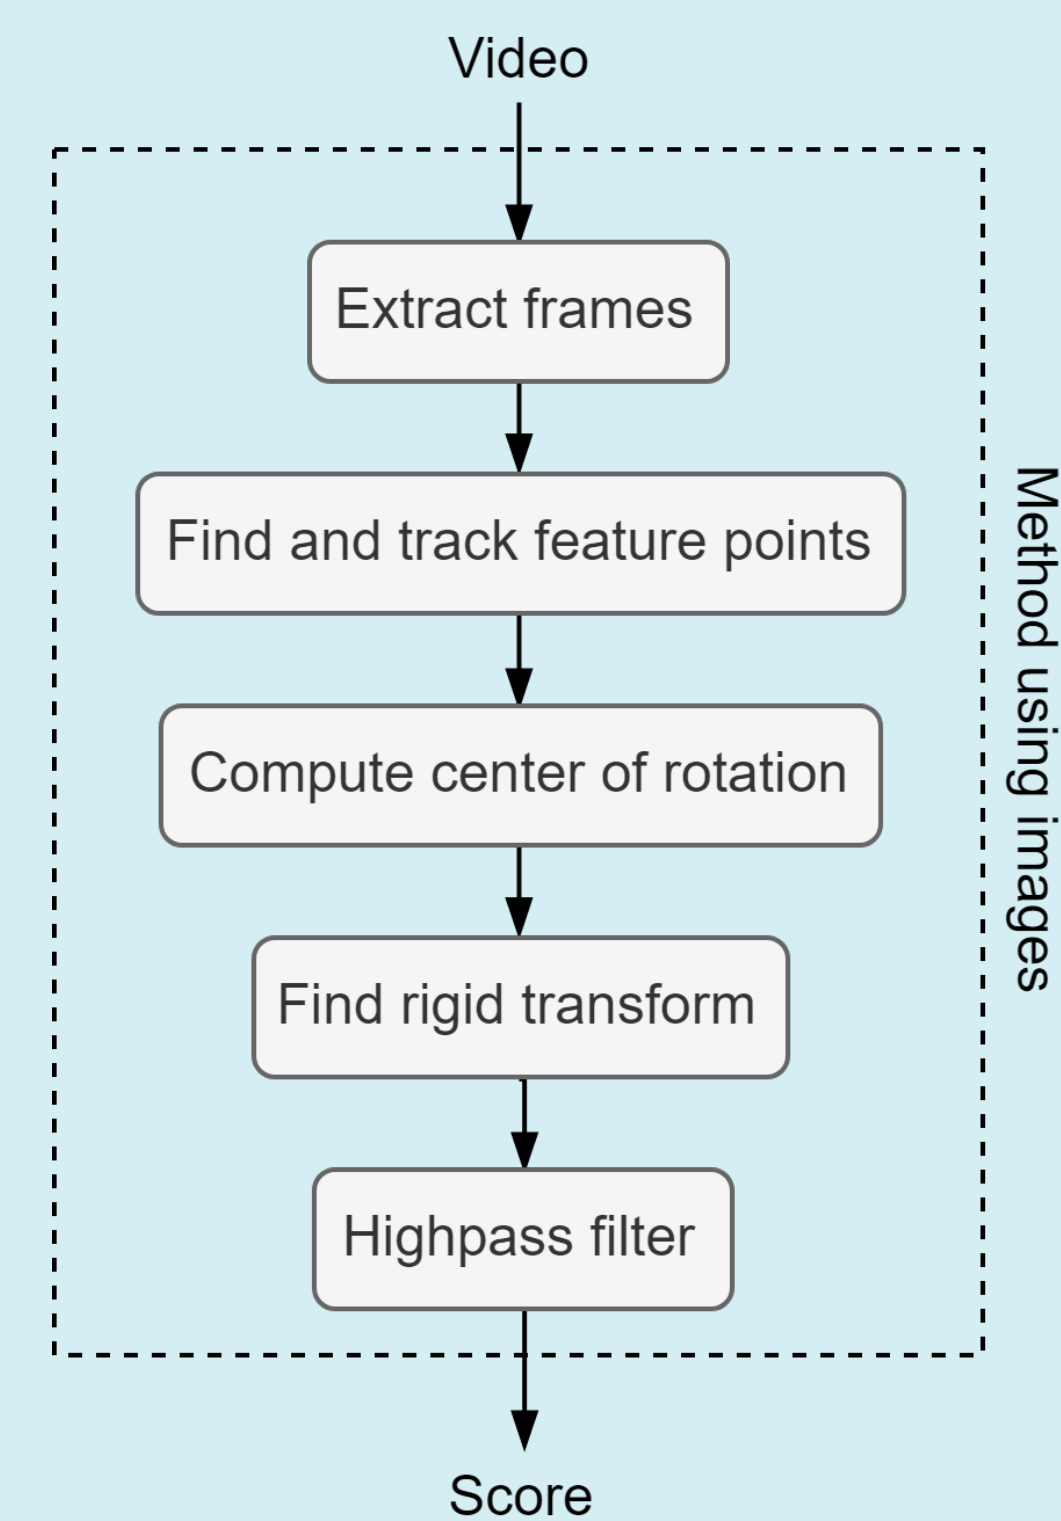 Video
Extract frames
Find and track feature points
Compute center of rotation
Find rigid transform
Highpass filter
Score
Method using images